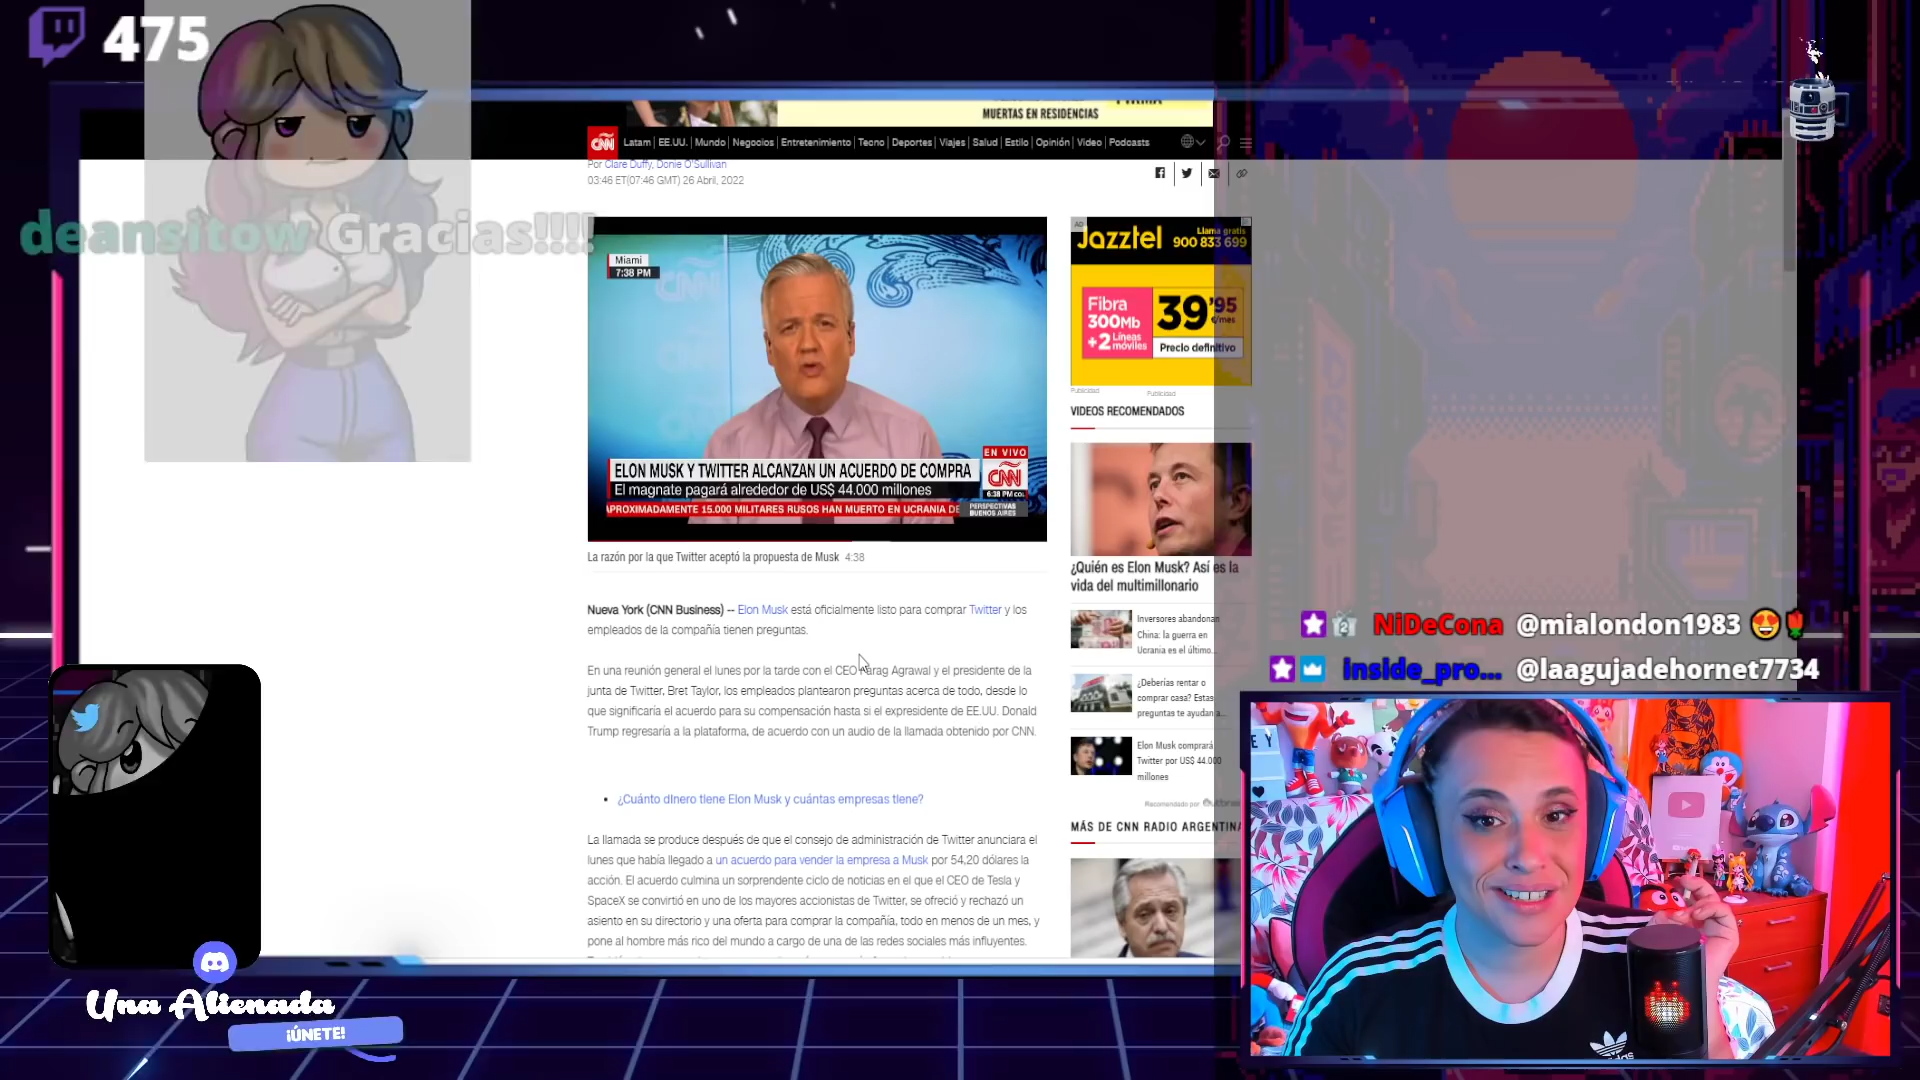 475
MUERTAS EN RESIDENCIAS
CNN
Latam | EE.UU. | Mundo | Negocios | Entretenimiento | Tecno | Deportes | Viajes | Salud | Estilo | Opinión | Video | Podcasts
Por Clare Duffy, Donie O'Sullivan
03:46 ET(07:46 GMT) 26 Abril, 2022
deansitow Gracias!!!!
Miami
7:38 PM
EN VIVO
ELON MUSK Y TWITTER ALCANZAN UN ACUERDO DE COMPRA
El magnate pagará alrededor de US$ 44.000 millones
CNN
6:38 PM
APROXIMADAMENTE 15.000 MILITARES RUSOS HAN MUERTO EN UCRANIA DE
PERSPECTIVAS
BUENOS AIRES
La razón por la que Twitter aceptó la propuesta de Musk 4:38
Nueva York (CNN Business) -- Elon Musk está oficialmente listo para comprar Twitter y los
empleados de la compañía tienen preguntas.
En una reunión general el lunes por la tarde con el CEO Parag Agrawal y el presidente de la
junta de Twitter, Bret Taylor, los empleados plantearon preguntas acerca de todo, desde lo
que significaría el acuerdo para su compensación hasta si el expresidente de EE.UU. Donald
Trump regresaría a la plataforma, de acuerdo con un audio de la llamada obtenido por CNN.
• ¿Cuánto dinero tiene Elon Musk y cuántas empresas tiene?
La llamada se produce después de que el consejo de administración de Twitter anunciara el
lunes que había llegado a un acuerdo para vender la empresa a Musk por 54,20 dólares la
acción. El acuerdo culmina un sorprendente ciclo de noticias en el que el CEO de Tesla y
SpaceX se convirtió en uno de los mayores accionistas de Twitter, se ofreció y rechazó un
asiento en su directorio y una oferta para comprar la compañía, todo en menos de un mes, y
pone al hombre más rico del mundo a cargo de una de las redes sociales más influyentes.
Jazztel
Llama gratis
900 833 699
Fibra
300Mb
+2 Líneas
móviles
39'95
€/mes
Precio definitivo
Publicidad
Publicidad
VIDEOS RECOMENDADOS
¿Quién es Elon Musk? Así es la
vida del multimillonario
Inversores abandonan
China: la guerra en
Ucrania es el último...
¿Deberías rentar o
comprar casa? Estas
preguntas te ayudan a...
Elon Musk comprará
Twitter por US$ 44.000
millones
Recomendado por
MÁS DE CNN RADIO ARGENTINA
2 NiDeCona @mialondon1983 😍🌹
inside_pro... @laagujadehornet7734
adidas
Una Alienada
¡ÚNETE!